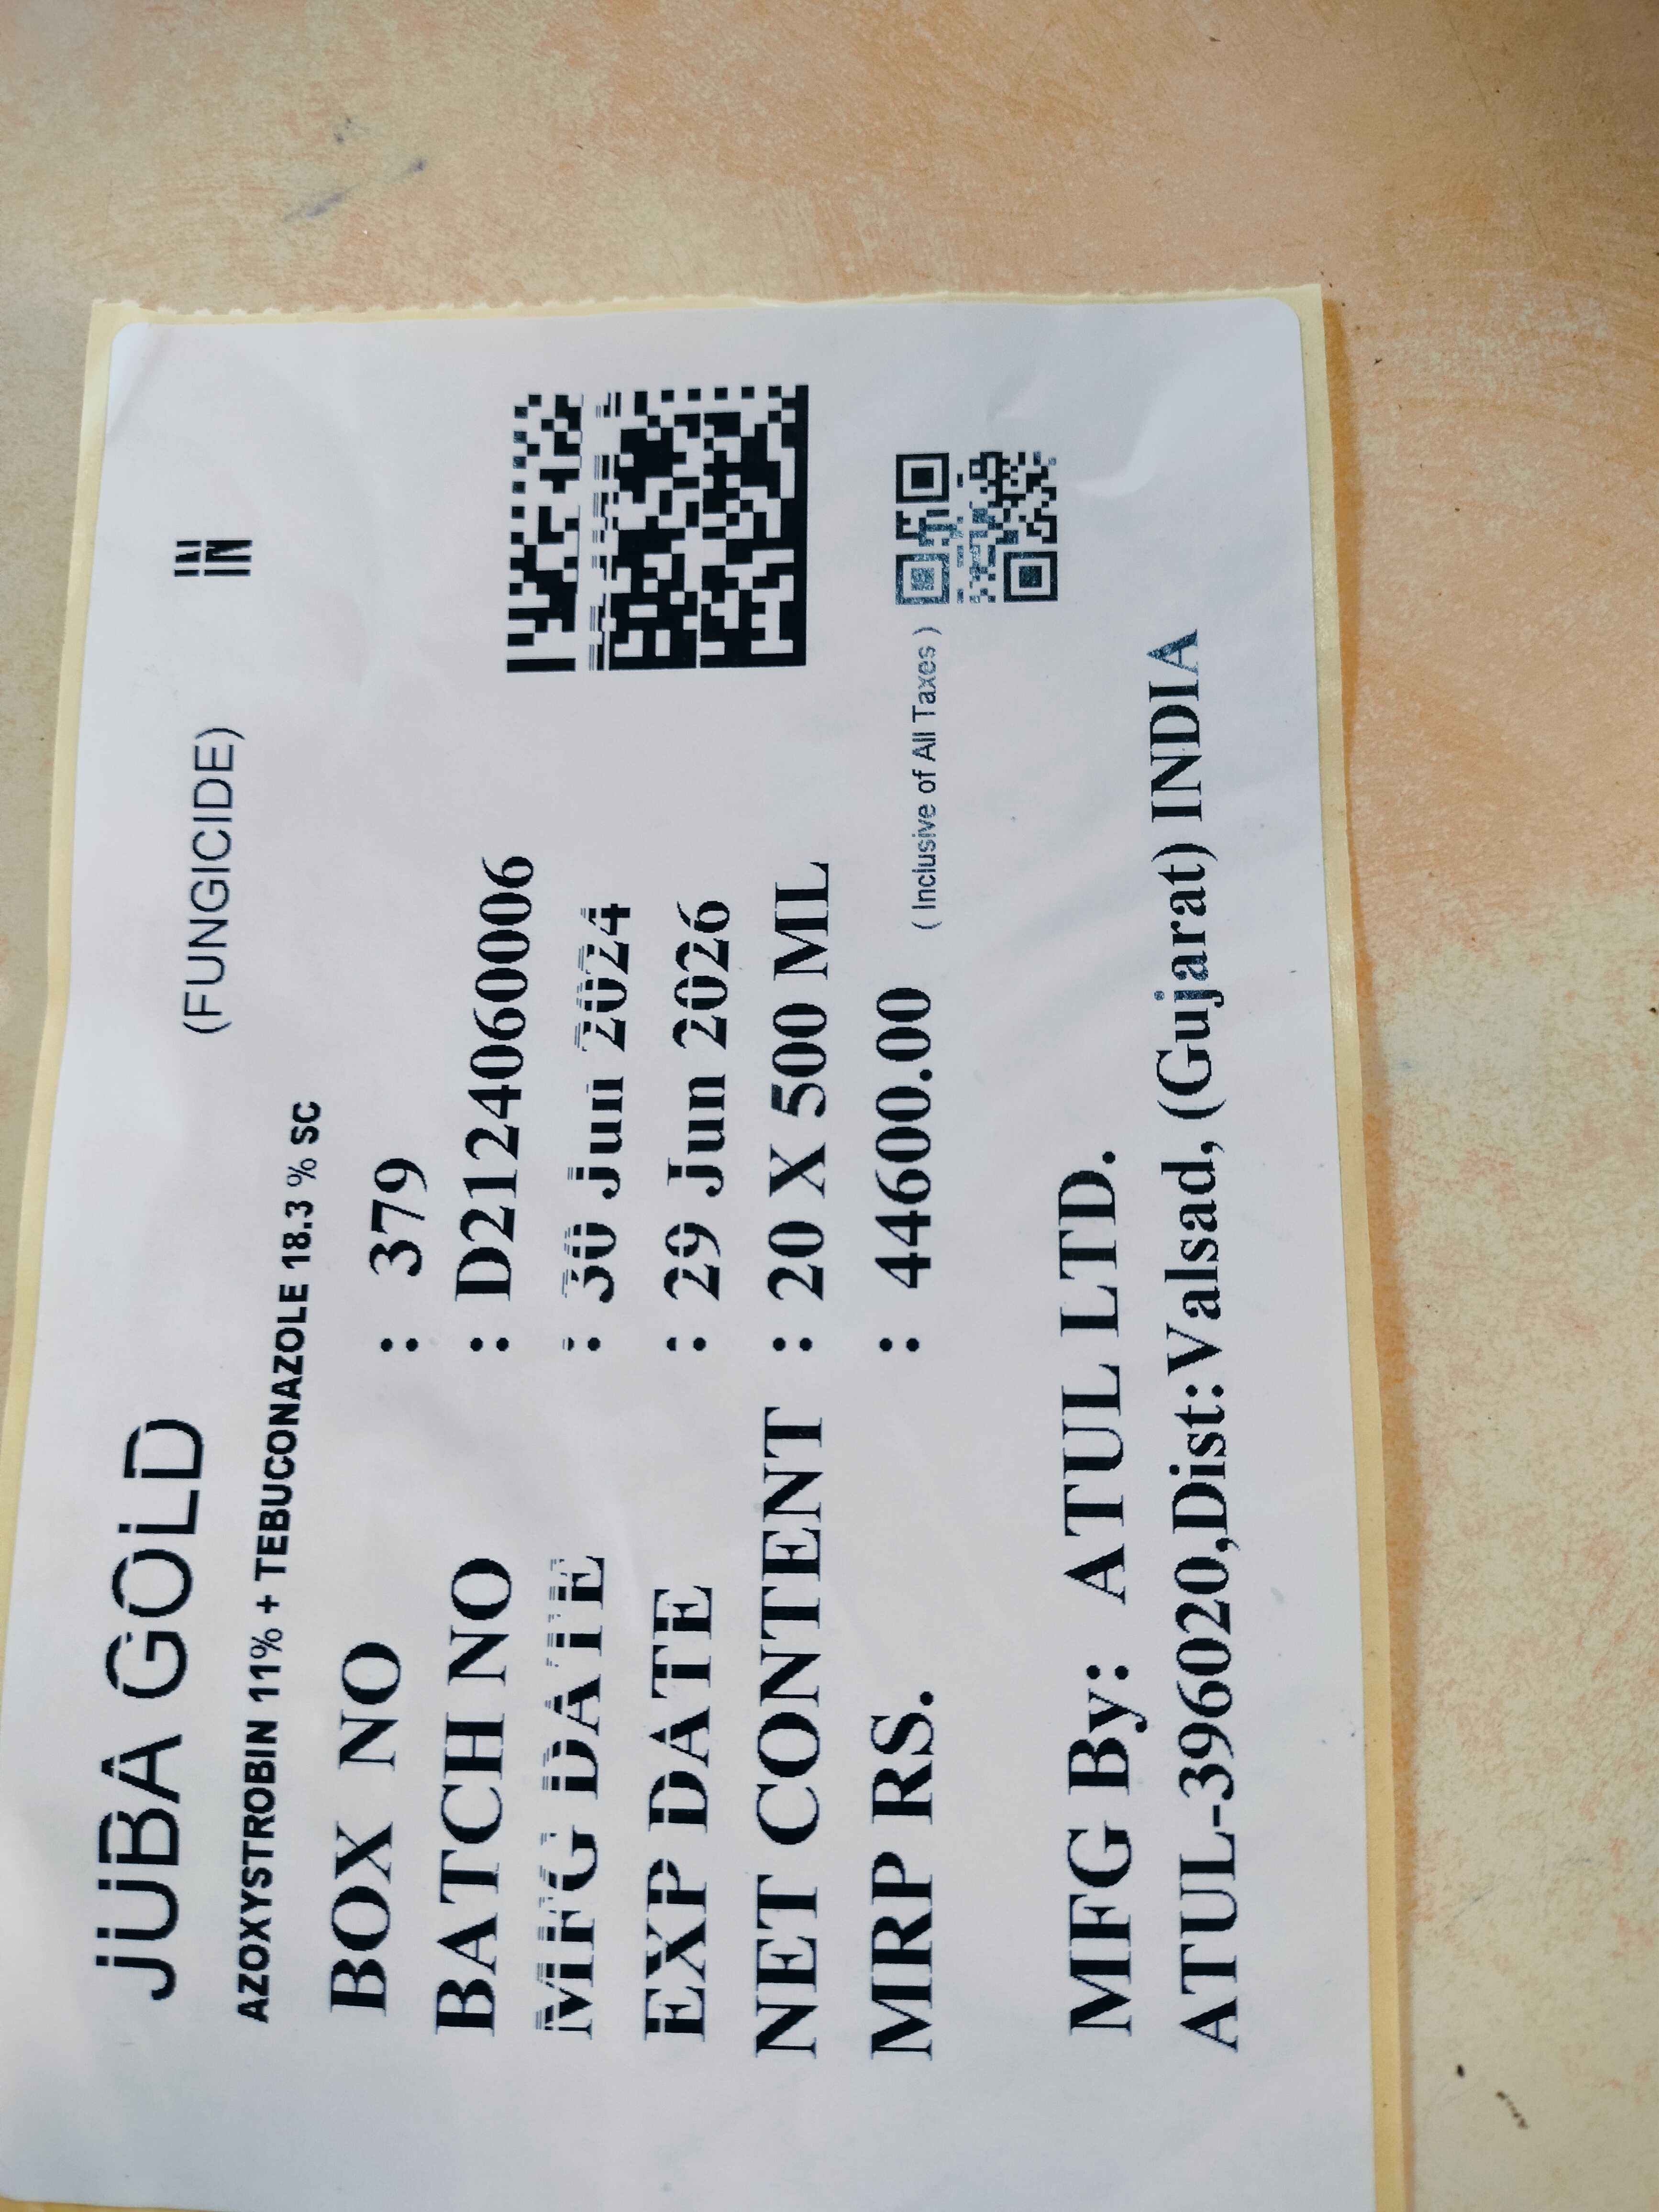 JUBA GOLD
(FUNGICIDE)
IN
AZOXYSTROBIN 11% + TEBUCONAZOLE 18.3 % SC
BOX NO : 379
BATCH NO : D212406006
MFG DATE : 30 Jun 2024
EXP DATE : 29 Jun 2026
NET CONTENT : 20 X 500 ML
MRP RS. : 44600.00 ( Inclusive of All Taxes )
MFG By: ATUL LTD.
ATUL-396020,Dist: Valsad, (Gujarat) INDIA